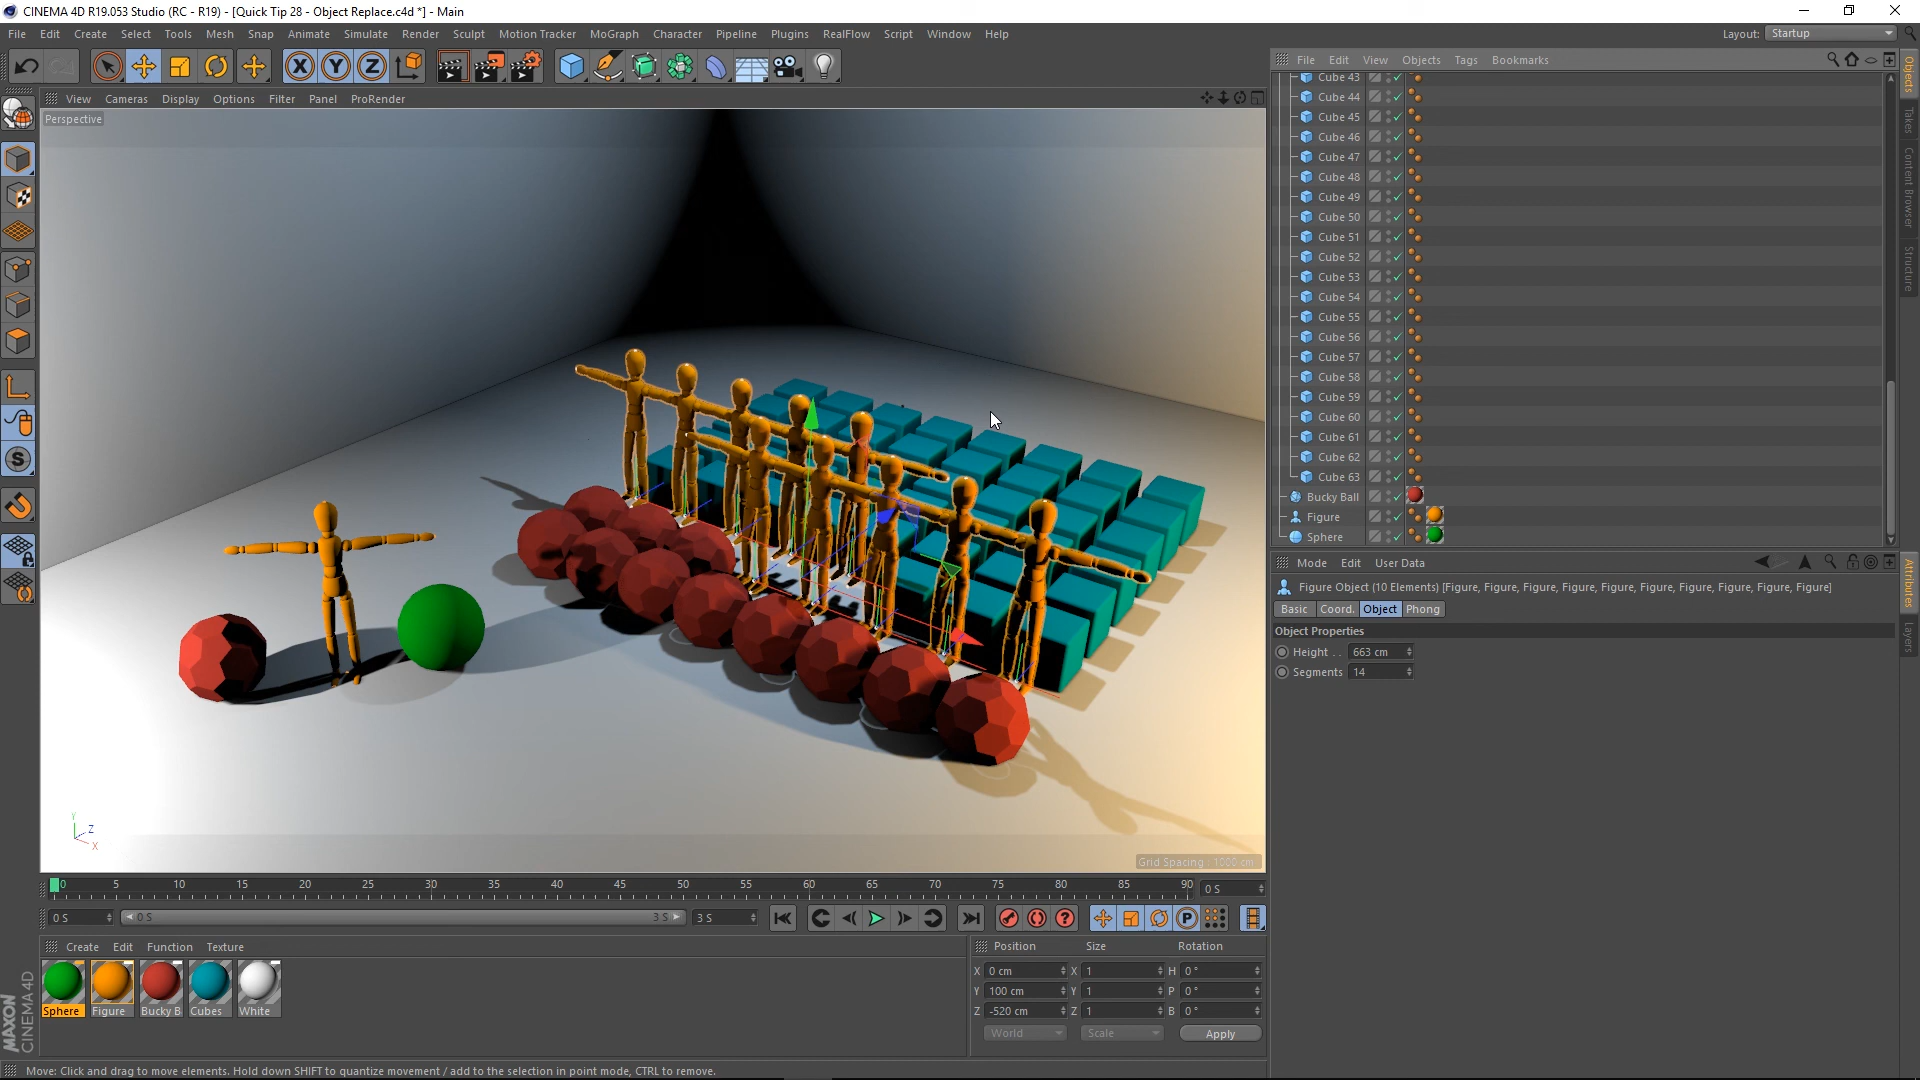 CINEMA 4D R19.053 Studio (RC - R19) - [Quick Tip 28 - Object Replace.c4d *] - Main
File Edit Create Select Tools Mesh Snap Animate Simulate Render Sculpt Motion Tracker MoGraph Character Pipeline Plugins RealFlow Script Window Help
Layout: Startup
X Y Z
File Edit View Objects Tags Bookmarks
View Cameras Display Options Filter Panel ProRender
Perspective
Cube 43
Cube 44
Cube 45
Cube 46
Cube 47
Cube 48
Cube 49
Cube 50
Cube 51
Cube 52
Cube 53
Cube 54
Cube 55
Cube 56
Cube 57
Cube 58
Cube 59
Cube 60
Cube 61
Cube 62
Cube 63
Bucky Ball
Figure
Sphere
Objects
Takes
Content Browser
Structure
Mode Edit User Data
Figure Object (10 Elements) [Figure, Figure, Figure, Figure, Figure, Figure, Figure, Figure, Figure, Figure]
Basic Coord. Object Phong
Object Properties
Height . . 663 cm
Segments 14
Attributes
Layers
S
Y
Z
X
Grid Spacing : 1000 cm
0 5 10 15 20 25 30 35 40 45 50 55 60 65 70 75 80 85 90 0 S
0 S 0 S 3 S 3 S
? P
Create Edit Function Texture
Sphere Figure Bucky B Cubes White
Position Size Rotation
X 0 cm X 1 H 0 °
Y 100 cm Y 1 P 0 °
Z -520 cm Z 1 B 0 °
World Scale Apply
MAXON
CINEMA 4D
Move: Click and drag to move elements. Hold down SHIFT to quantize movement / add to the selection in point mode, CTRL to remove.